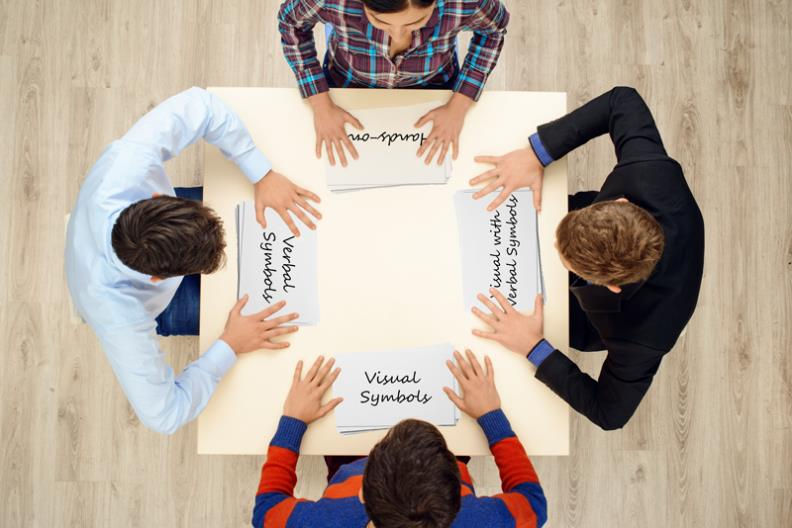 Hands-on
Verbal
Symbols
Visual with
Verbal Symbols
Visual
Symbols